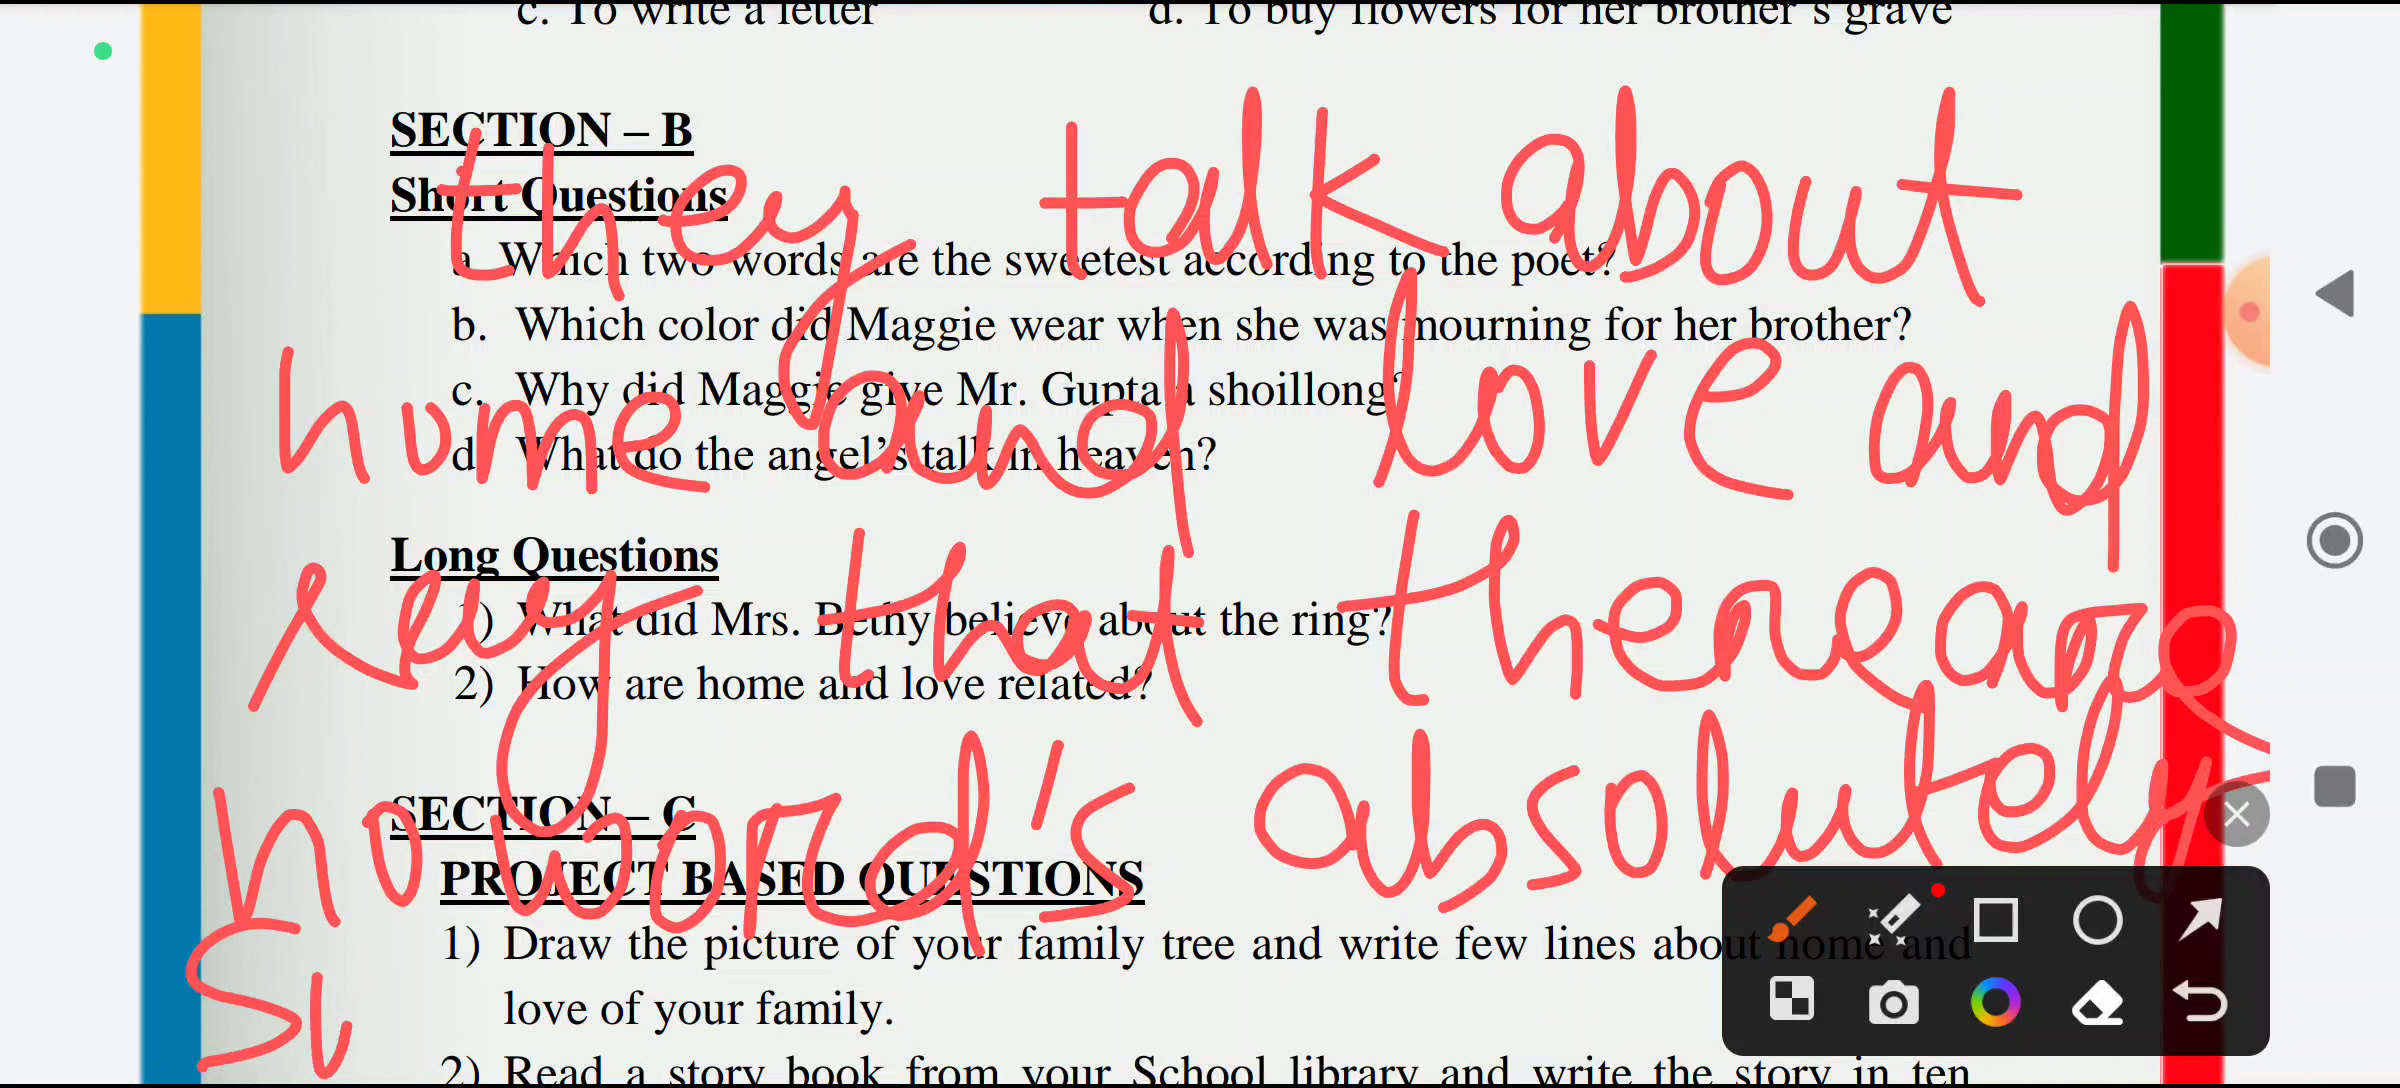 c. To write a letter d. To buy flowers for her brother's grave
SECTION – B
Short Questions
a. Which two words are the sweetest according to the poet?
b. Which color did Maggie wear when she was mourning for her brother?
c. Why did Maggie give Mr. Gupta a shoillong?
d. What do the angel's talk in heaven?
Long Questions
1) What did Mrs. Bethy believe about the ring?
2) How are home and love related?
SECTION – C
PROJECT BASED QUESTIONS
1) Draw the picture of your family tree and write few lines about home and
love of your family.
2) Read a story book from your School library and write the story in ten
they talk about
home and love and
say that there are
no word's absolutely